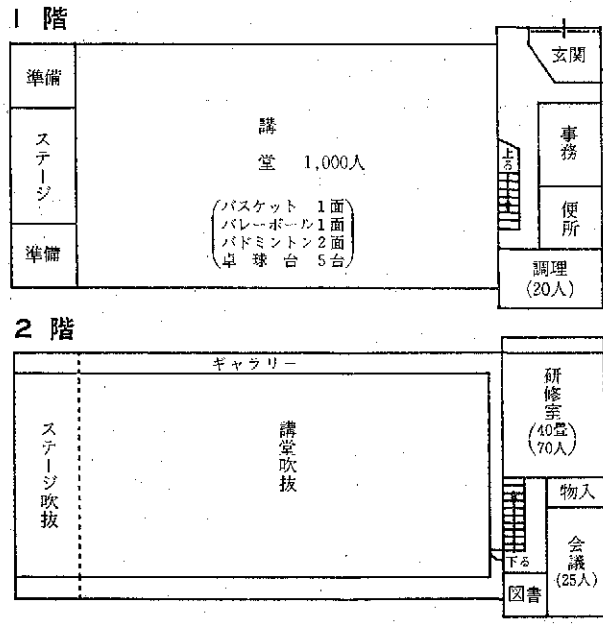 1 階
準備
ステージ
準備
講堂 1,000人
(バスケット 1面
バレーボール 1面
バドミントン 2面
卓球台 5台)
玄関
事務
上る
便所
調理
(20人)
2 階
ギャラリー
ステージ吹抜
講堂吹抜
研修室
(40畳)
(70人)
物入
下る
会議
(25人)
図書